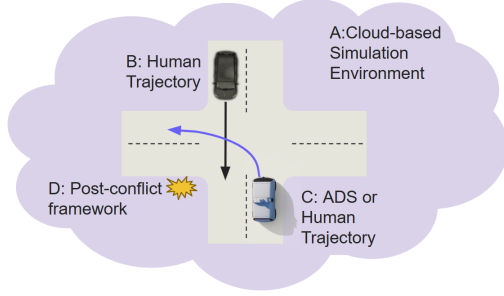 A:Cloud-based
Simulation
Environment
B: Human
Trajectory
D: Post-conflict
framework
C: ADS or
Human
Trajectory